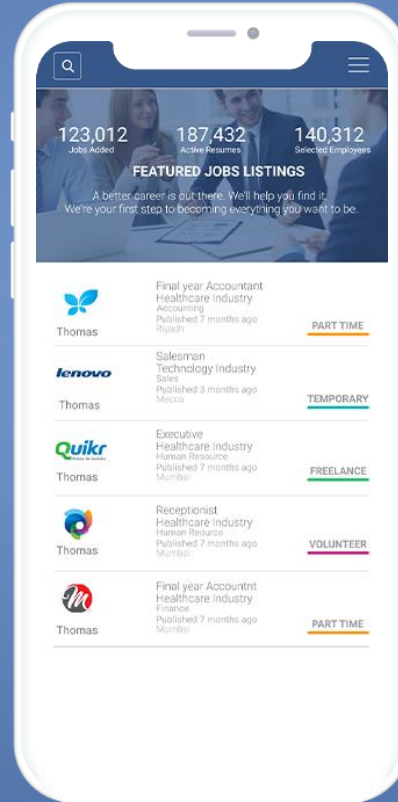 123,012
Jobs Added
187,432
Active Resumes
140,312
Selected Employees
FEATURED JOBS LISTINGS
A better career is out there. We'll help you find it.
We're your first step to becoming everything you want to be.
Thomas
Final year Accountant
Healthcare Industry
Accounting
Published 7 months ago
Riyadh
PART TIME
lenovo
Thomas
Salesman
Technology Industry
Sales
Published 3 months ago
Mecca
TEMPORARY
Quikr
Thomas
Executive
Healthcare Industry
Human Resource
Published 7 months ago
Mumbai
FREELANCE
Thomas
Receptionist
Healthcare Industry
Human Reource
Published 7 months ago
Mumbai
VOLUNTEER
Thomas
Final year Accountnt
Healthcare Industry
Finance
Published 7 months ago
Mumbai
PART TIME